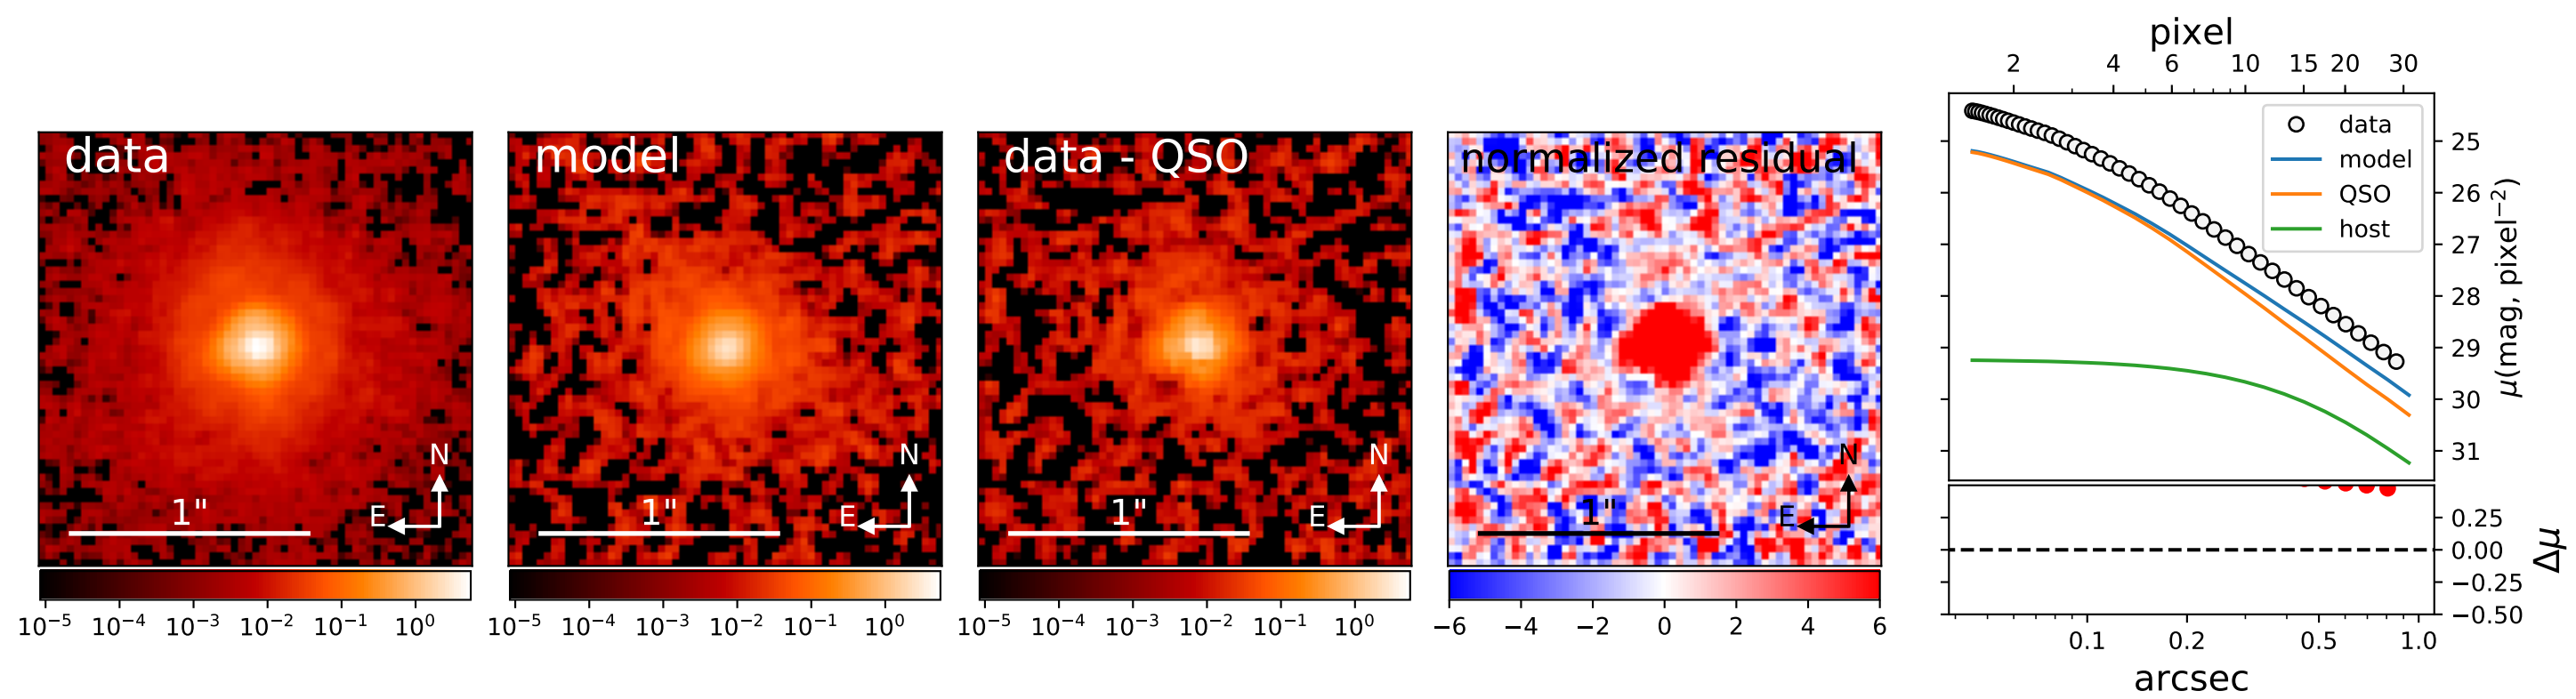 data
1"
N
E
10⁻⁵ 10⁻⁴ 10⁻³ 10⁻² 10⁻¹ 10⁰
model
1"
N
E
10⁻⁵ 10⁻⁴ 10⁻³ 10⁻² 10⁻¹ 10⁰
data - QSO
1"
N
E
10⁻⁵ 10⁻⁴ 10⁻³ 10⁻² 10⁻¹ 10⁰
normalized residual
1"
N
E
−6 −4 −2 0 2 4 6
pixel
2 4 6 10 15 20 30
data
model
QSO
host
25
26
27
28
29
30
31
μ(mag, pixel⁻²)
0.25
0.00
−0.25
−0.50
Δμ
0.1 0.2 0.5 1.0
arcsec